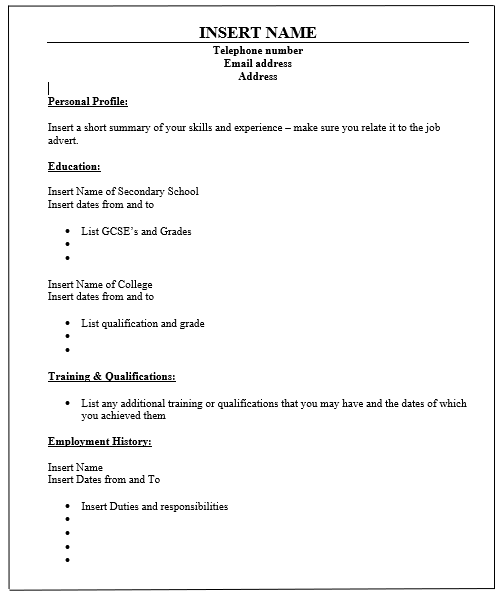 INSERT NAME
Telephone number
Email address
Address
Personal Profile:
Insert a short summary of your skills and experience – make sure you relate it to the job
advert.
Education:
Insert Name of Secondary School
Insert dates from and to
• List GCSE's and Grades
•
•
Insert Name of College
Insert dates from and to
• List qualification and grade
•
•
Training & Qualifications:
• List any additional training or qualifications that you may have and the dates of which
you achieved them
Employment History:
Insert Name
Insert Dates from and To
• Insert Duties and responsibilities
•
•
•
•